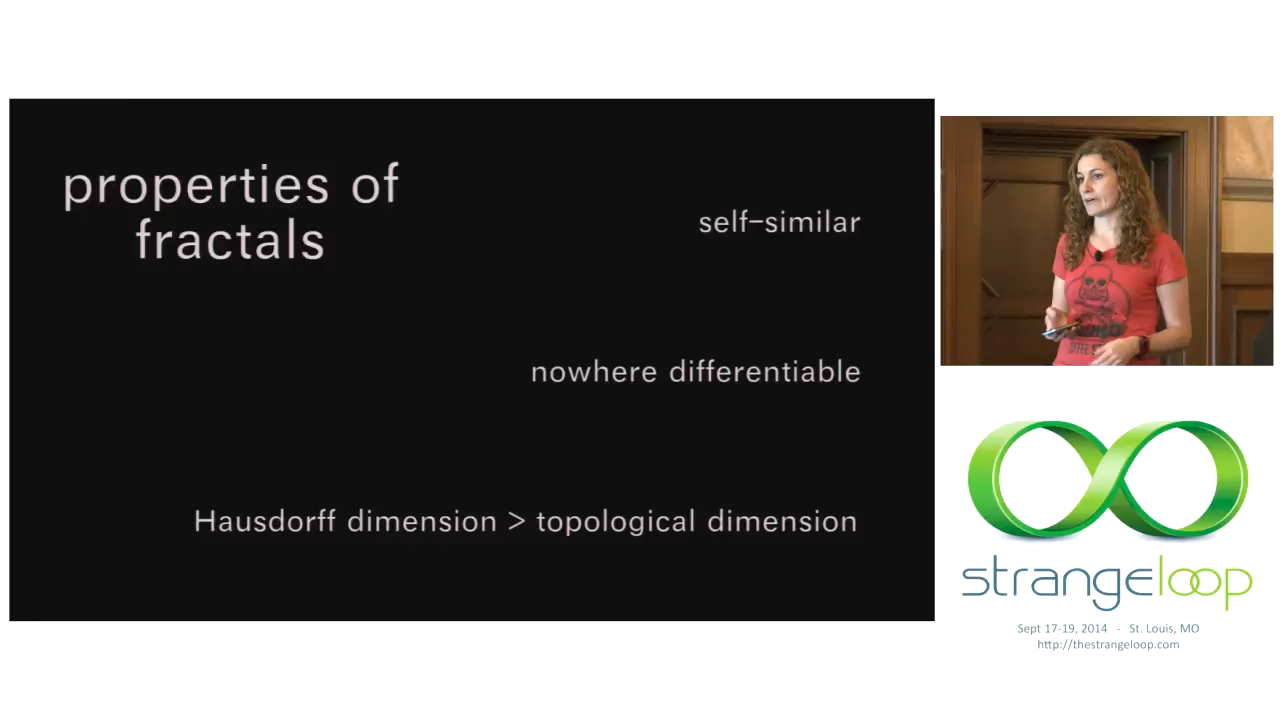 properties of
fractals
self-similar
nowhere differentiable
Hausdorff dimension > topological dimension
strangeloop
Sept 17-19, 2014 - St. Louis, MO
http://thestrangeloop.com